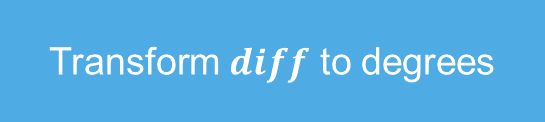 Transform diff to degrees